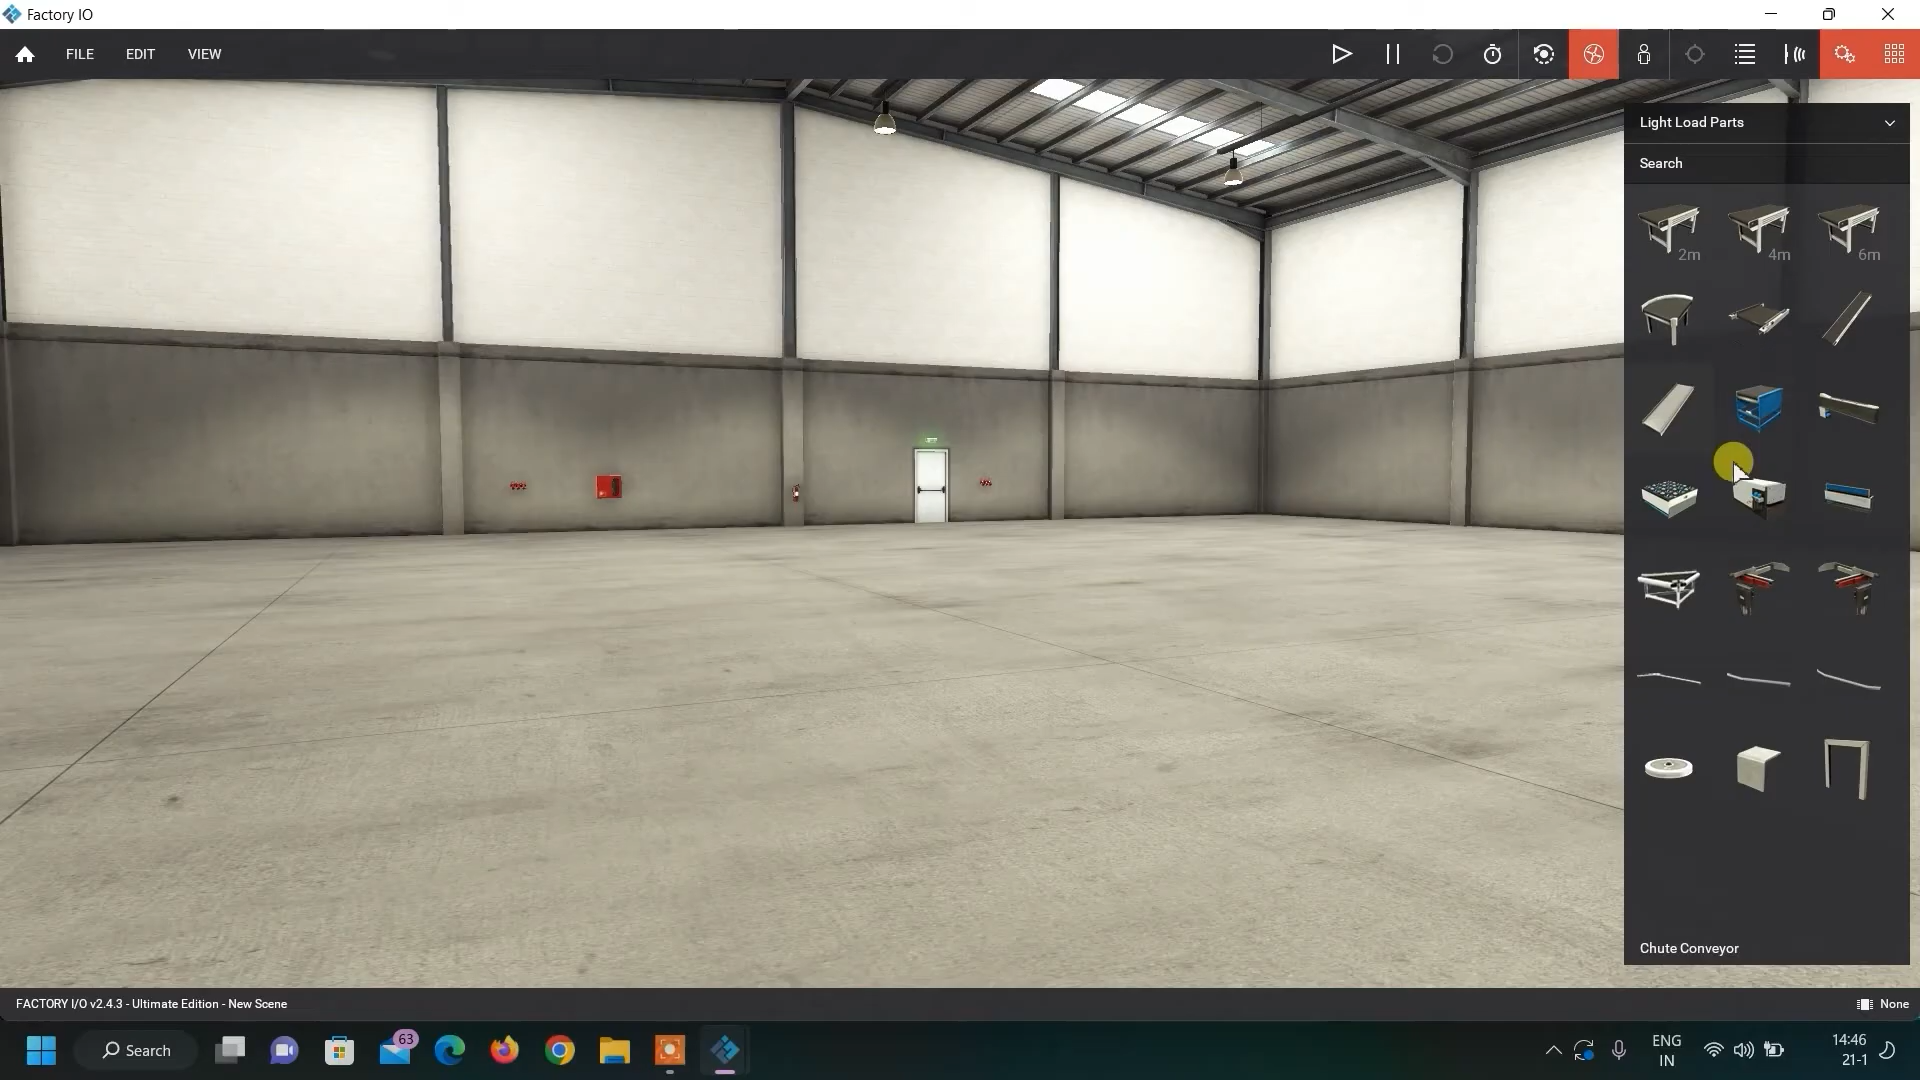 Factory IO
FILE EDIT VIEW
Light Load Parts
Search
2m 4m 6m
Chute Conveyor
FACTORY I/O v2.4.3 - Ultimate Edition - New Scene
None
Search
63
ENG
IN
14:46
21-1